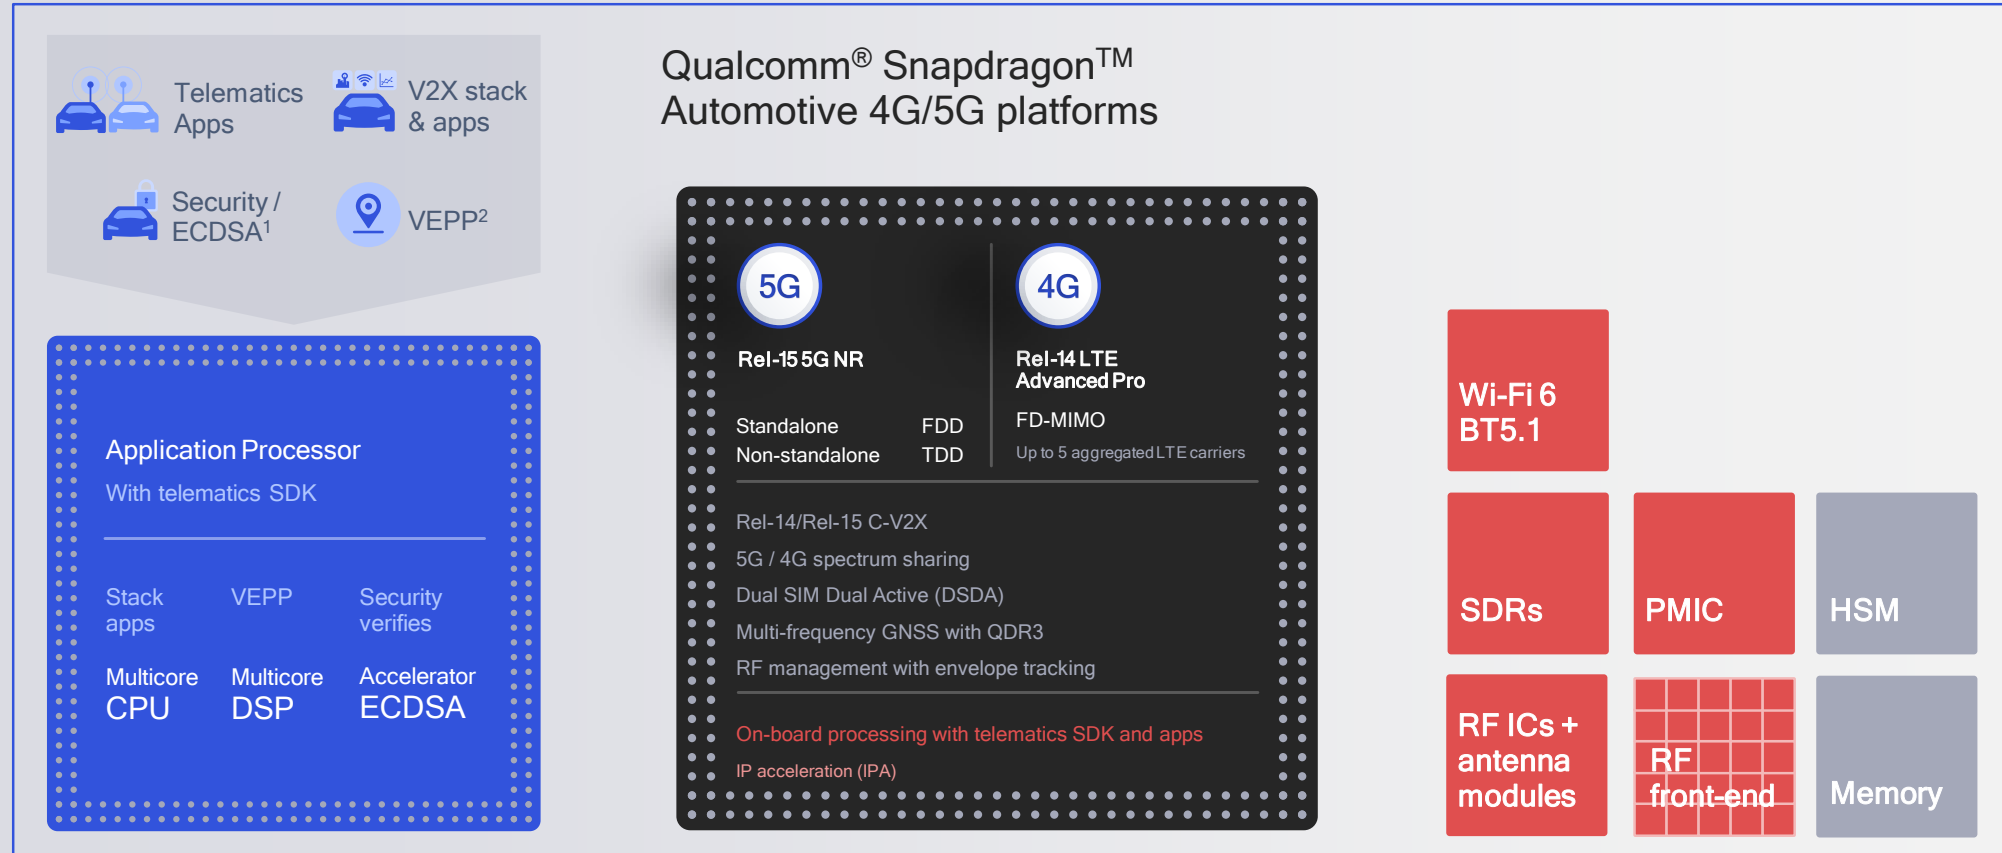 Telematics
Apps
V2X stack
& apps
Security /
ECDSA¹
VEPP²
Application Processor
With telematics SDK
Stack
apps
VEPP
Security
verifies
Multicore
CPU
Multicore
DSP
Accelerator
ECDSA
Qualcomm® Snapdragon™
Automotive 4G/5G platforms
5G
Rel-15 5G NR
Standalone FDD
Non-standalone TDD
4G
Rel-14 LTE
Advanced Pro
FD-MIMO
Up to 5 aggregated LTE carriers
Rel-14/Rel-15 C-V2X
5G / 4G spectrum sharing
Dual SIM Dual Active (DSDA)
Multi-frequency GNSS with QDR3
RF management with envelope tracking
On-board processing with telematics SDK and apps
IP acceleration (IPA)
Wi-Fi 6
BT5.1
SDRs
PMIC
HSM
RF ICs +
antenna
modules
RF
front-end
Memory